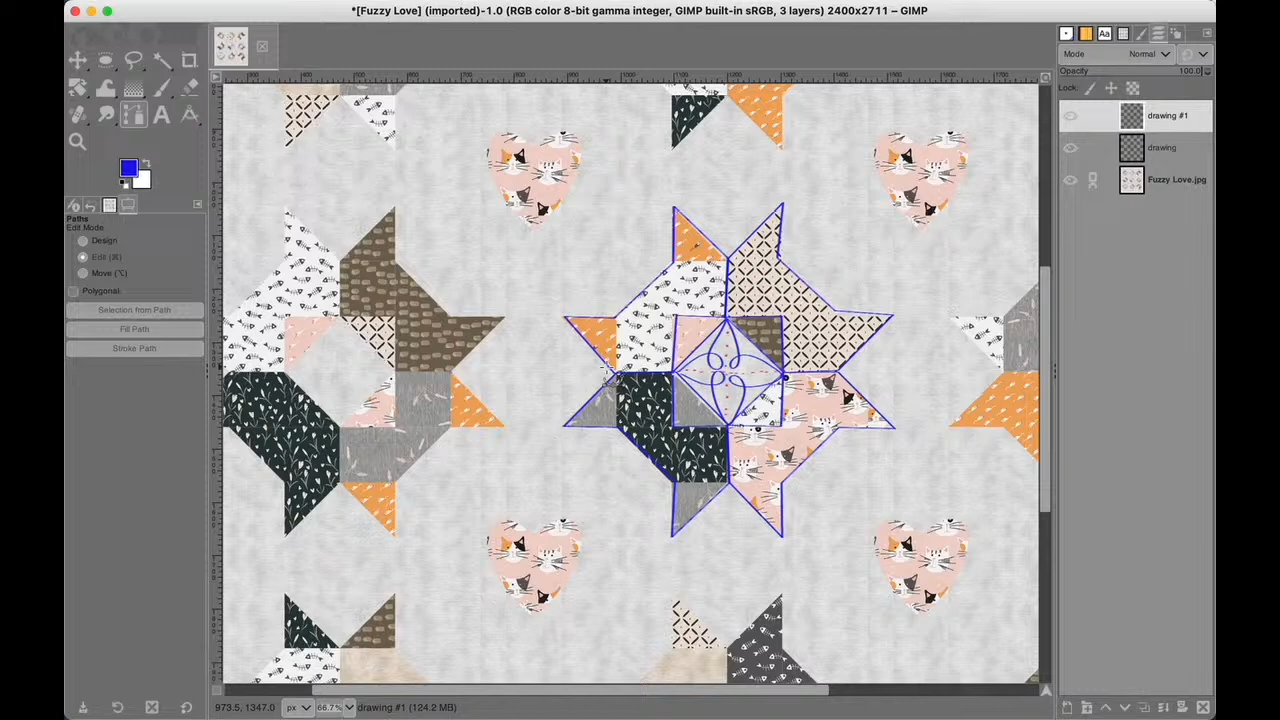 *[Fuzzy Love] (imported)-1.0 (RGB color 8-bit gamma integer, GIMP built-in sRGB, 3 layers) 2400x2711 – GIMP
Mode Normal
Opacity 100.0
Lock:
drawing #1
drawing
Fuzzy Love.jpg
Paths
Edit Mode
Design
Edit (⌘)
Move (⌥)
Polygonal
Selection from Path
Fill Path
Stroke Path
973.5, 1347.0 px 66.7% drawing #1 (124.2 MB)